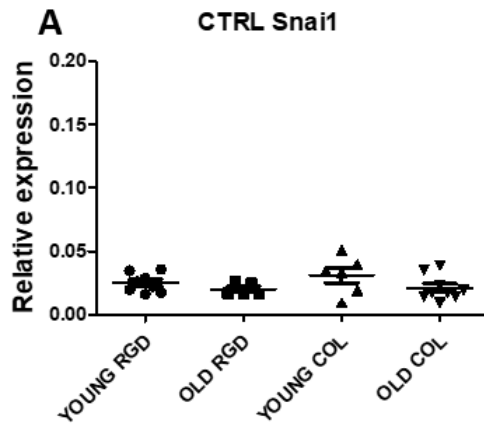 A
CTRL Snai1
Relative expression
0.20
0.15
0.10
0.05
0.00
YOUNG RGD
OLD RGD
YOUNG COL
OLD COL